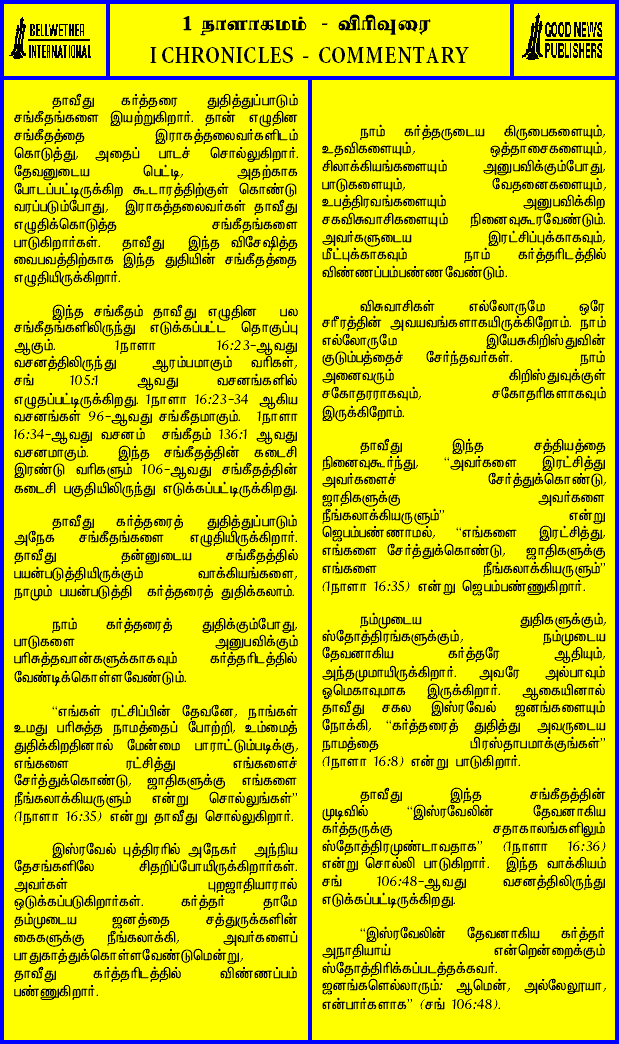 BELLWETHER
INTERNATIONAL
1 நாளாகமம் - விரிவுரை
I CHRONICLES - COMMENTARY
GOOD NEWS
PUBLISHERS
தாவீது கர்த்தரை துதித்துப்பாடும்
சங்கீதங்களை இயற்றுகிறார். தான் எழுதின
சங்கீதத்தை இராகத்தலைவர்களிடம்
கொடுத்து, அதைப் பாடச் சொல்லுகிறார்.
தேவனுடைய பெட்டி, அதற்காக
போடப்பட்டிருக்கிற கூடாரத்திற்குள் கொண்டு
வரப்படும்போது, இராகத்தலைவர்கள் தாவீது
எழுதிக்கொடுத்த சங்கீதங்களை
பாடுகிறார்கள். தாவீது இந்த விசேஷித்த
வைபவத்திற்காக இந்த துதியின் சங்கீதத்தை
எழுதியிருக்கிறார்.
இந்த சங்கீதம் தாவீது எழுதின பல
சங்கீதங்களிலிருந்து எடுக்கப்பட்ட தொகுப்பு
ஆகும். 1நாளா 16:23-ஆவது
வசனத்திலிருந்து ஆரம்பமாகும் வரிகள்,
சங் 105:1 ஆவது வசனங்களில்
எழுதப்பட்டிருக்கிறது. 1நாளா 16:23-34 ஆகிய
வசனங்கள் 96-ஆவது சங்கீதமாகும். 1நாளா
16:34-ஆவது வசனம் சங்கீதம் 136:1 ஆவது
வசனமாகும். இந்த சங்கீதத்தின் கடைசி
இரண்டு வரிகளும் 106-ஆவது சங்கீதத்தின்
கடைசி பகுதியிலிருந்து எடுக்கப்பட்டிருக்கிறது.
தாவீது கர்த்தரைத் துதித்துப்பாடும்
அநேக சங்கீதங்களை எழுதியிருக்கிறார்.
தாவீது தன்னுடைய சங்கீதத்தில்
பயன்படுத்தியிருக்கும் வாக்கியங்களை,
நாமும் பயன்படுத்தி கர்த்தரைத் துதிக்கலாம்.
நாம் கர்த்தரைத் துதிக்கும்போது,
பாடுகளை அனுபவிக்கும்
பரிசுத்தவான்களுக்காகவும் கர்த்தரிடத்தில்
வேண்டிக்கொள்ளவேண்டும்.
“எங்கள் ரட்சிப்பின் தேவனே, நாங்கள்
உமது பரிசுத்த நாமத்தைப் போற்றி, உம்மைத்
துதிக்கிறதினால் மேன்மை பாராட்டும்படிக்கு,
எங்களை ரட்சித்து எங்களைச்
சேர்த்துக்கொண்டு, ஜாதிகளுக்கு எங்களை
நீங்கலாக்கியருளும் என்று சொல்லுங்கள்”
(1நாளா 16:35) என்று தாவீது சொல்லுகிறார்.
இஸ்ரவேல் புத்திரரில் அநேகர் அந்நிய
தேசங்களிலே சிதறிப்போயிருக்கிறார்கள்.
அவர்கள் புறஜாதியாரால்
ஒடுக்கப்படுகிறார்கள். கர்த்தர் தாமே
தம்முடைய ஜனத்தை சத்துருக்களின்
கைகளுக்கு நீங்கலாக்கி, அவர்களைப்
பாதுகாத்துக்கொள்ளவேண்டுமென்று,
தாவீது கர்த்தரிடத்தில் விண்ணப்பம்
பண்ணுகிறார்.
நாம் கர்த்தருடைய கிருபைகளையும்,
உதவிகளையும், ஒத்தாசைகளையும்,
சிலாக்கியங்களையும் அனுபவிக்கும்போது,
பாடுகளையும், வேதனைகளையும்,
உபத்திரவங்களையும் அனுபவிக்கிற
சகவிசுவாசிகளையும் நினைவுகூரவேண்டும்.
அவர்களுடைய இரட்சிப்புக்காகவும்,
மீட்புக்காகவும் நாம் கர்த்தரிடத்தில்
விண்ணப்பம்பண்ணவேண்டும்.
விசுவாசிகள் எல்லோருமே ஒரே
சரீரத்தின் அவயவங்களாகயிருக்கிறோம். நாம்
எல்லோருமே இயேசுகிறிஸ்துவின்
குடும்பத்தைச் சேர்ந்தவர்கள். நாம்
அனைவரும் கிறிஸ்துவுக்குள்
சகோதரராகவும், சகோதரிகளாகவும்
இருக்கிறோம்.
தாவீது இந்த சத்தியத்தை
நினைவுகூர்ந்து, “அவர்களை இரட்சித்து
அவர்களைச் சேர்த்துக்கொண்டு,
ஜாதிகளுக்கு அவர்களை
நீங்கலாக்கியருளும்” என்று
ஜெபம்பண்ணாமல், “எங்களை இரட்சித்து,
எங்களை சேர்த்துக்கொண்டு, ஜாதிகளுக்கு
எங்களை நீங்கலாக்கியருளும்”
(1நாளா 16:35) என்று ஜெபம்பண்ணுகிறார்.
நம்முடைய துதிகளுக்கும்,
ஸ்தோத்திரங்களுக்கும், நம்முடைய
தேவனாகிய கர்த்தரே ஆதியும்,
அந்தமுமாயிருக்கிறார். அவரே அல்பாவும்
ஓமெகாவுமாக இருக்கிறார். ஆகையினால்
தாவீது சகல இஸ்ரவேல் ஜனங்களையும்
நோக்கி, “கர்த்தரைத் துதித்து அவருடைய
நாமத்தை பிரஸ்தாபமாக்குங்கள்”
(1நாளா 16:8) என்று பாடுகிறார்.
தாவீது இந்த சங்கீதத்தின்
முடிவில் “இஸ்ரவேலின் தேவனாகிய
கர்த்தருக்கு சதாகாலங்களிலும்
ஸ்தோத்திரமுண்டாவதாக” (1நாளா 16:36)
என்று சொல்லி பாடுகிறார். இந்த வாக்கியம்
சங் 106:48-ஆவது வசனத்திலிருந்து
எடுக்கப்பட்டிருக்கிறது.
“இஸ்ரவேலின் தேவனாகிய கர்த்தர்
அநாதியாய் என்றென்றைக்கும்
ஸ்தோத்திரிக்கப்படத்தக்கவர்.
ஜனங்களெல்லாரும்: ஆமென், அல்லேலூயா,
என்பார்களாக” (சங் 106:48).